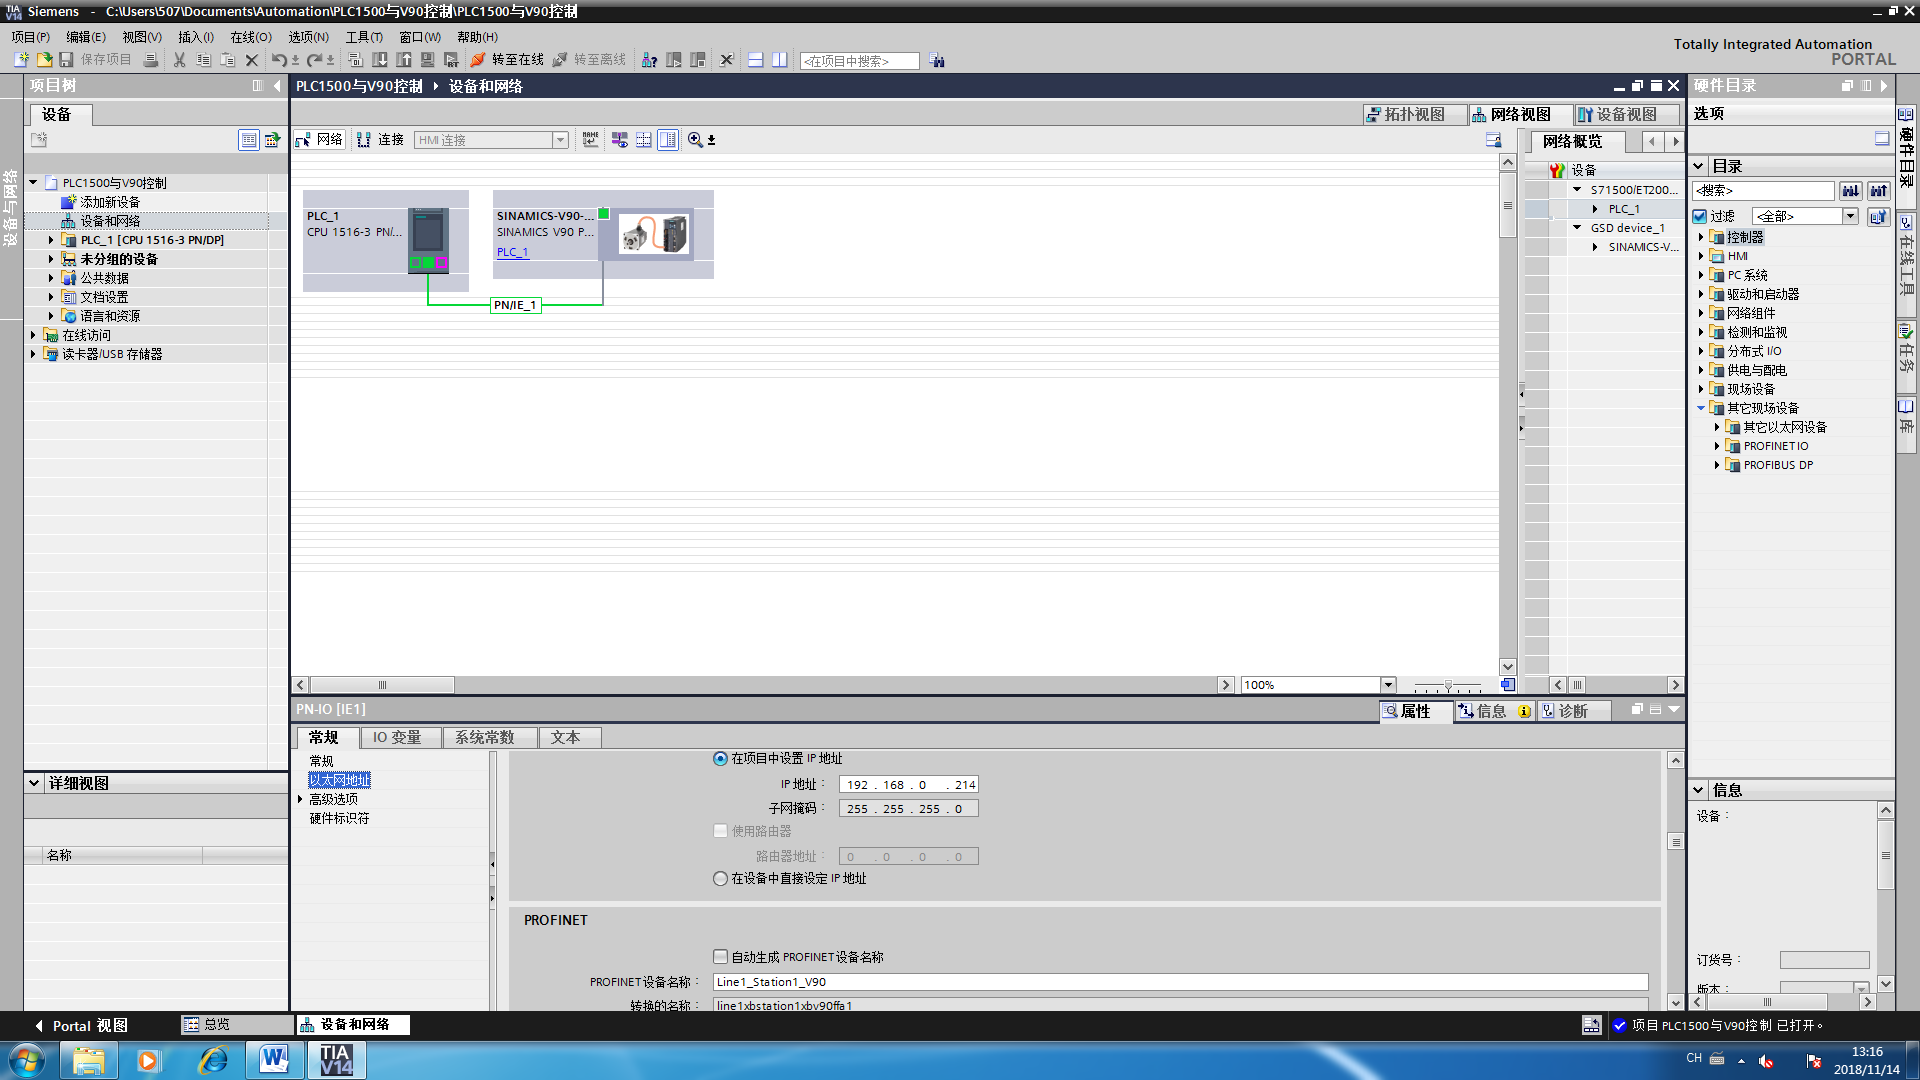 TIA V14 Siemens - C:\Users\507\Documents\Automation\PLC1500与V90控制\PLC1500与V90控制
项目(P) 编辑(E) 视图(V) 插入(I) 在线(O) 选项(N) 工具(T) 窗口(W) 帮助(H)
Totally Integrated Automation
PORTAL
保存项目 转至在线 转至离线 <在项目中搜索>
项目树
PLC1500与V90控制 设备和网络
硬件目录
设备
拓扑视图 网络视图 设备视图
选项
网络 连接 HMI 连接
网络概览
设备与网络
PLC1500与V90控制
添加新设备
设备和网络
PLC_1 [CPU 1516-3 PN/DP]
未分组的设备
公共数据
文档设置
语言和资源
在线访问
读卡器/USB 存储器
PLC_1
CPU 1516-3 PN/...
SINAMICS-V90-...
SINAMICS V90 P...
PLC_1
PN/IE_1
设备
S71500/ET200...
PLC_1
GSD device_1
SINAMICS-V...
目录
<搜索>
过滤 <全部>
控制器
HMI
PC 系统
驱动和启动器
网络组件
检测和监视
分布式 I/O
供电与配电
现场设备
其它现场设备
其它以太网设备
PROFINET IO
PROFIBUS DP
硬件目录
在线工具
任务
库
100%
PN-IO [IE1]
属性 信息 诊断
常规 IO 变量 系统常数 文本
常规
以太网地址
高级选项
硬件标识符
在项目中设置 IP 地址
IP 地址： 192 . 168 . 0 . 214
子网掩码： 255 . 255 . 255 . 0
使用路由器
路由器地址： 0 . 0 . 0 . 0
在设备中直接设定 IP 地址
PROFINET
自动生成 PROFINET设备名称
PROFINET设备名称： Line1_Station1_V90
转换的名称： line1xbstation1xbv90ffa1
详细视图
名称
信息
设备：
订货号：
版本：
Portal 视图 总览 设备和网络
项目 PLC1500与V90控制 已打开。
TIA V14
CH
13:16
2018/11/14